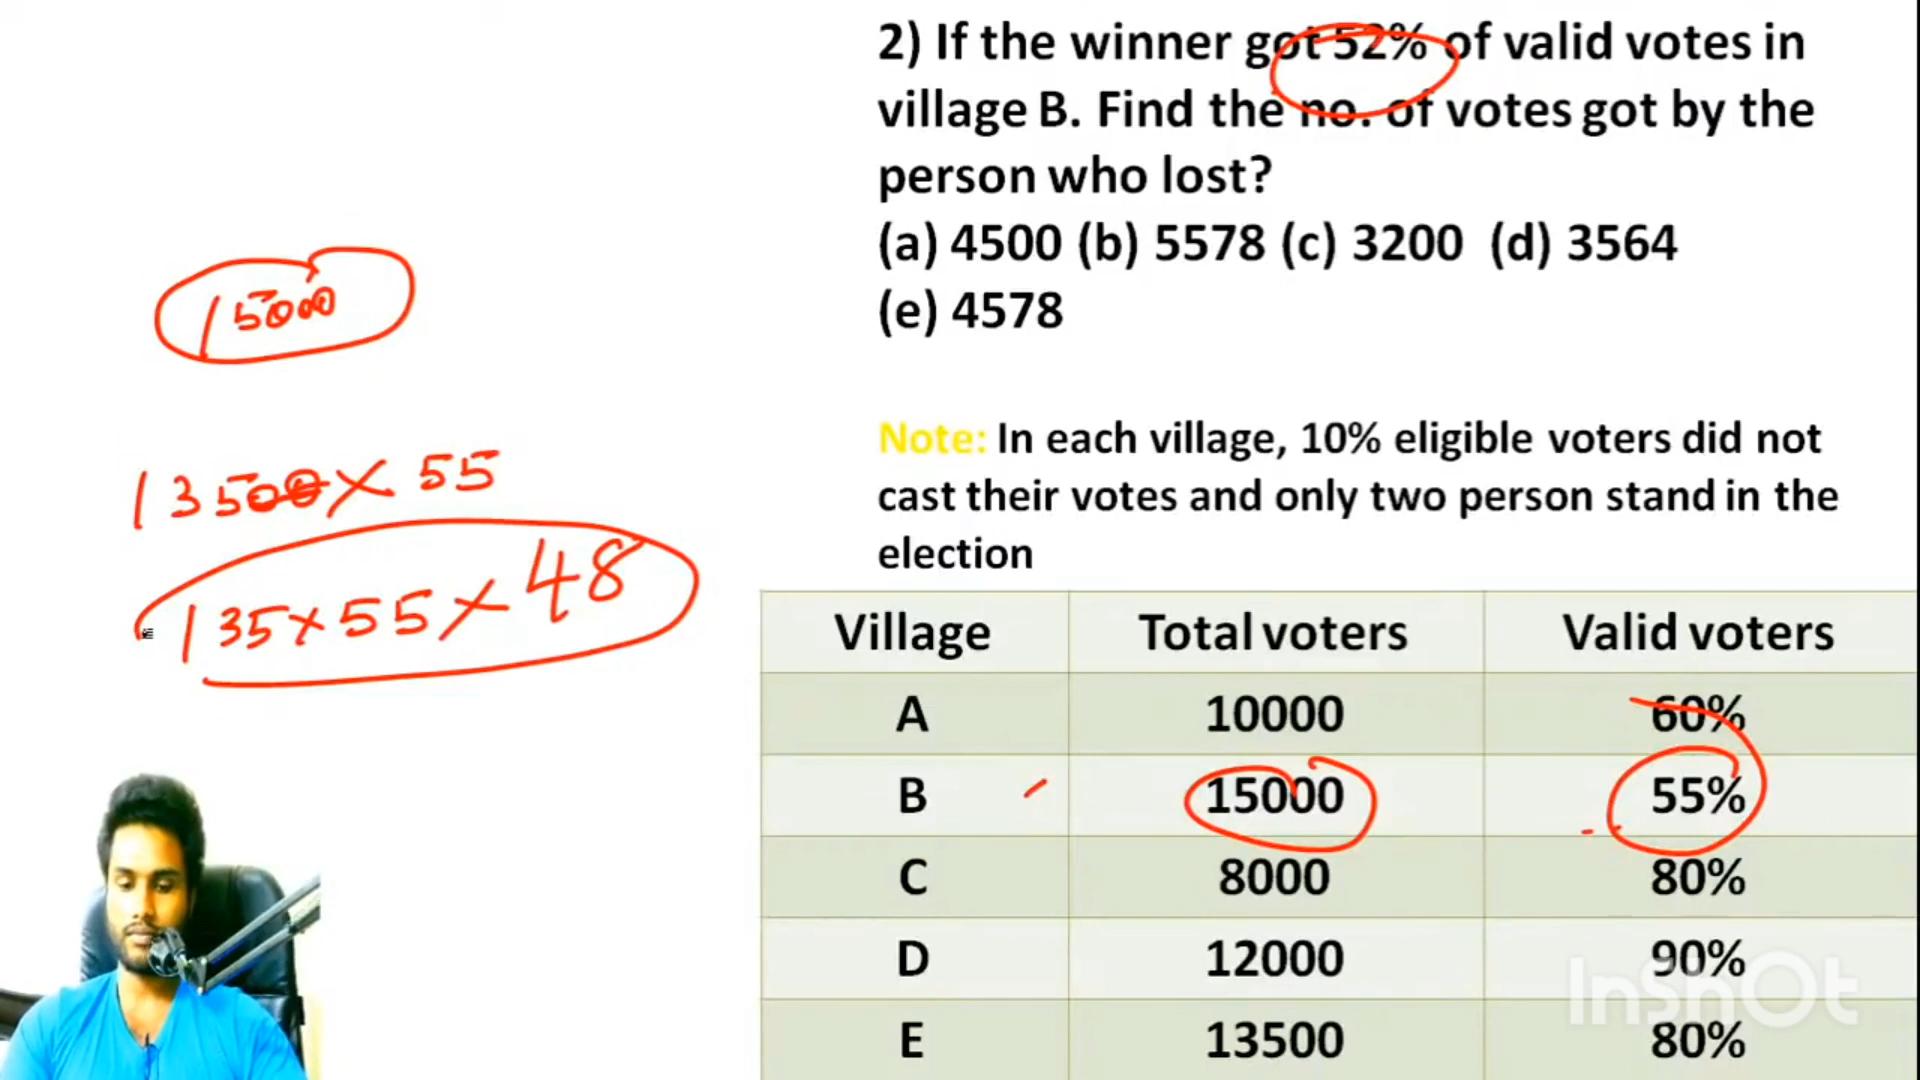 2) If the winner got 52% of valid votes in
village B. Find the no. of votes got by the
person who lost?
(a) 4500 (b) 5578 (c) 3200 (d) 3564
(e) 4578
15000
13500 x 55
135 x 55 x 48
Note: In each village, 10% eligible voters did not
cast their votes and only two person stand in the
election
Village Total voters Valid voters
A 10000 60%
B 15000 55%
C 8000 80%
D 12000 90%
E 13500 80%
InShOt